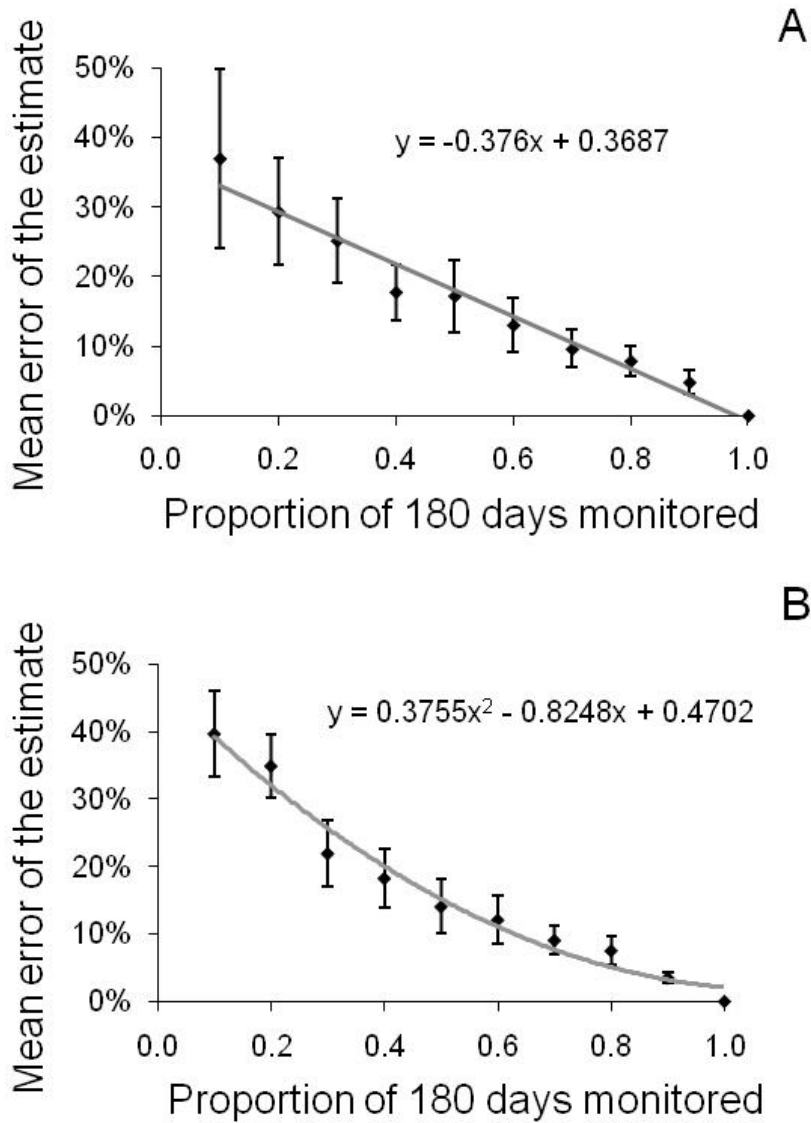 A
Mean error of the estimate
50%
40%
30%
20%
10%
0%
y = -0.376x + 0.3687
0.0 0.2 0.4 0.6 0.8 1.0
Proportion of 180 days monitored
B
Mean error of the estimate
50%
40%
30%
20%
10%
0%
y = 0.3755x² - 0.8248x + 0.4702
0.0 0.2 0.4 0.6 0.8 1.0
Proportion of 180 days monitored